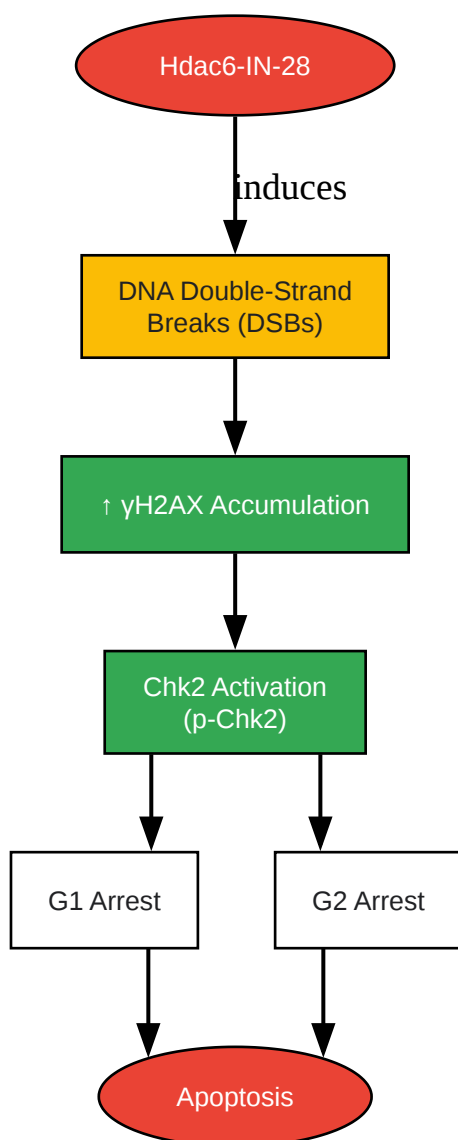 Hdac6-IN-28
induces
DNA Double-Strand
Breaks (DSBs)
↑ γH2AX Accumulation
Chk2 Activation
(p-Chk2)
G1 Arrest
G2 Arrest
Apoptosis